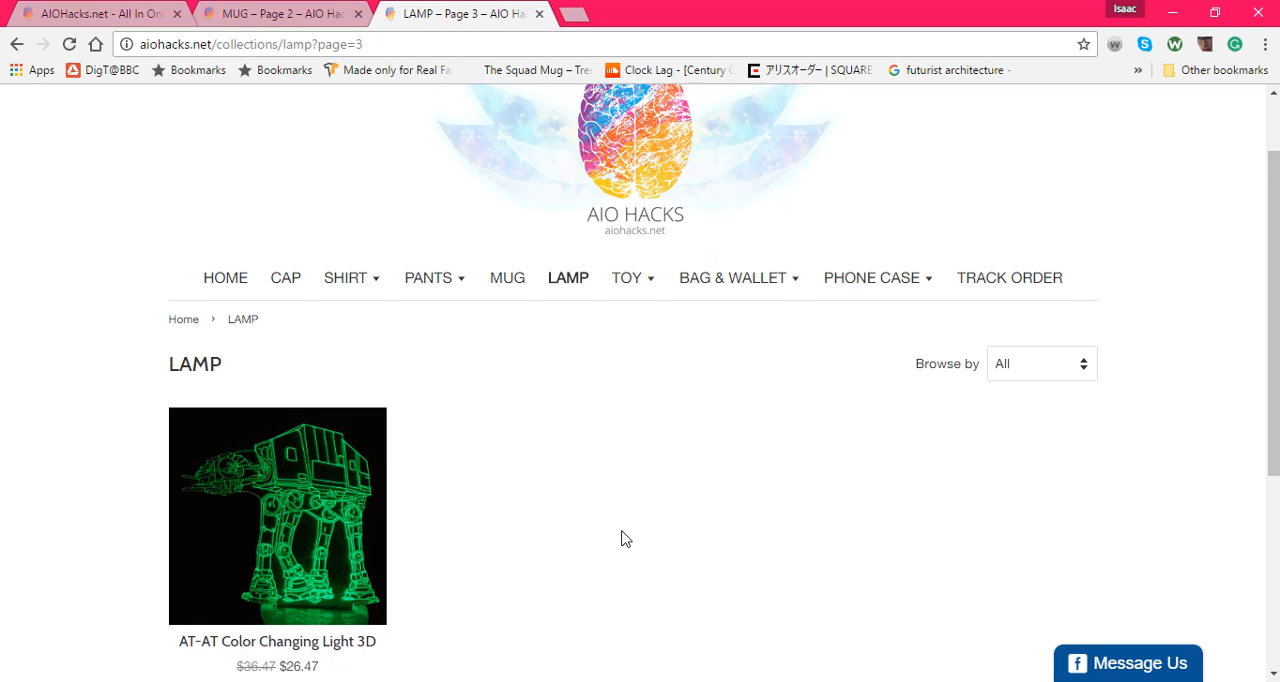 AIOHacks.net - All In On
MUG – Page 2 – AIO Hac
LAMP – Page 3 – AIO Ha
Isaac
aiohacks.net/collections/lamp?page=3
Apps
DigT@BBC
Bookmarks
Bookmarks
Made only for Real Fa
The Squad Mug – Tre
Clock Lag - [Century C
アリスオーダー | SQUARE
futurist architecture -
»
Other bookmarks
AIO HACKS
aiohacks.net
HOME CAP SHIRT PANTS MUG LAMP TOY BAG & WALLET PHONE CASE TRACK ORDER
Home › LAMP
LAMP
Browse by All
AT-AT Color Changing Light 3D
$36.47 $26.47
Message Us